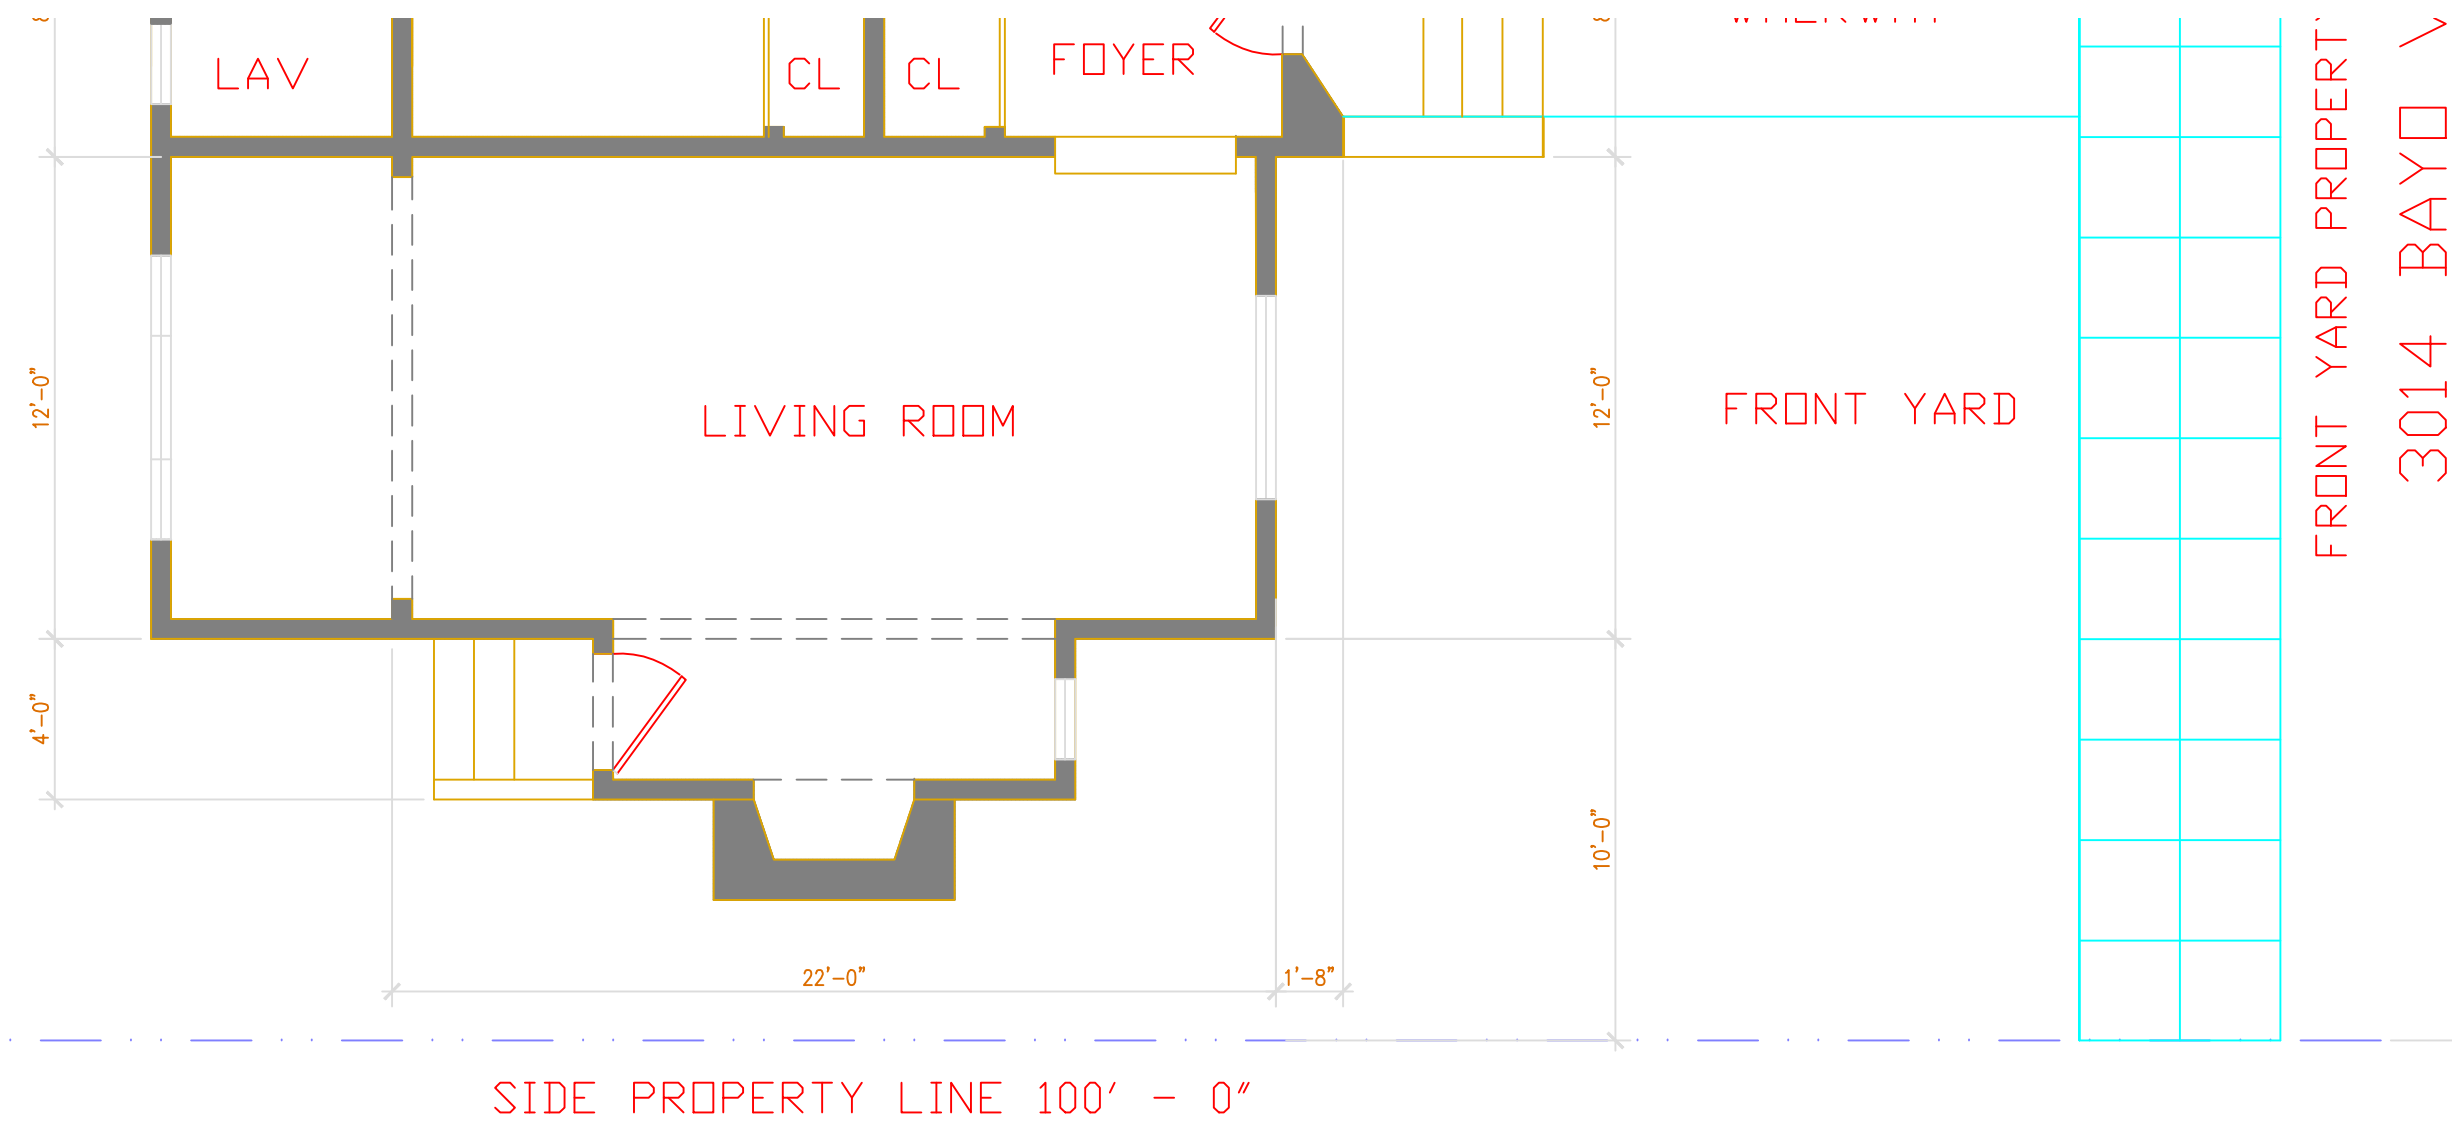 LAV
CL
CL
FOYER
12'-0"
LIVING ROOM
12'-0"
FRONT YARD
FRONT YARD PROPERTY
3014 BAYO
4'-0"
10'-0"
22'-0"
1'-8"
SIDE PROPERTY LINE 100' - 0"